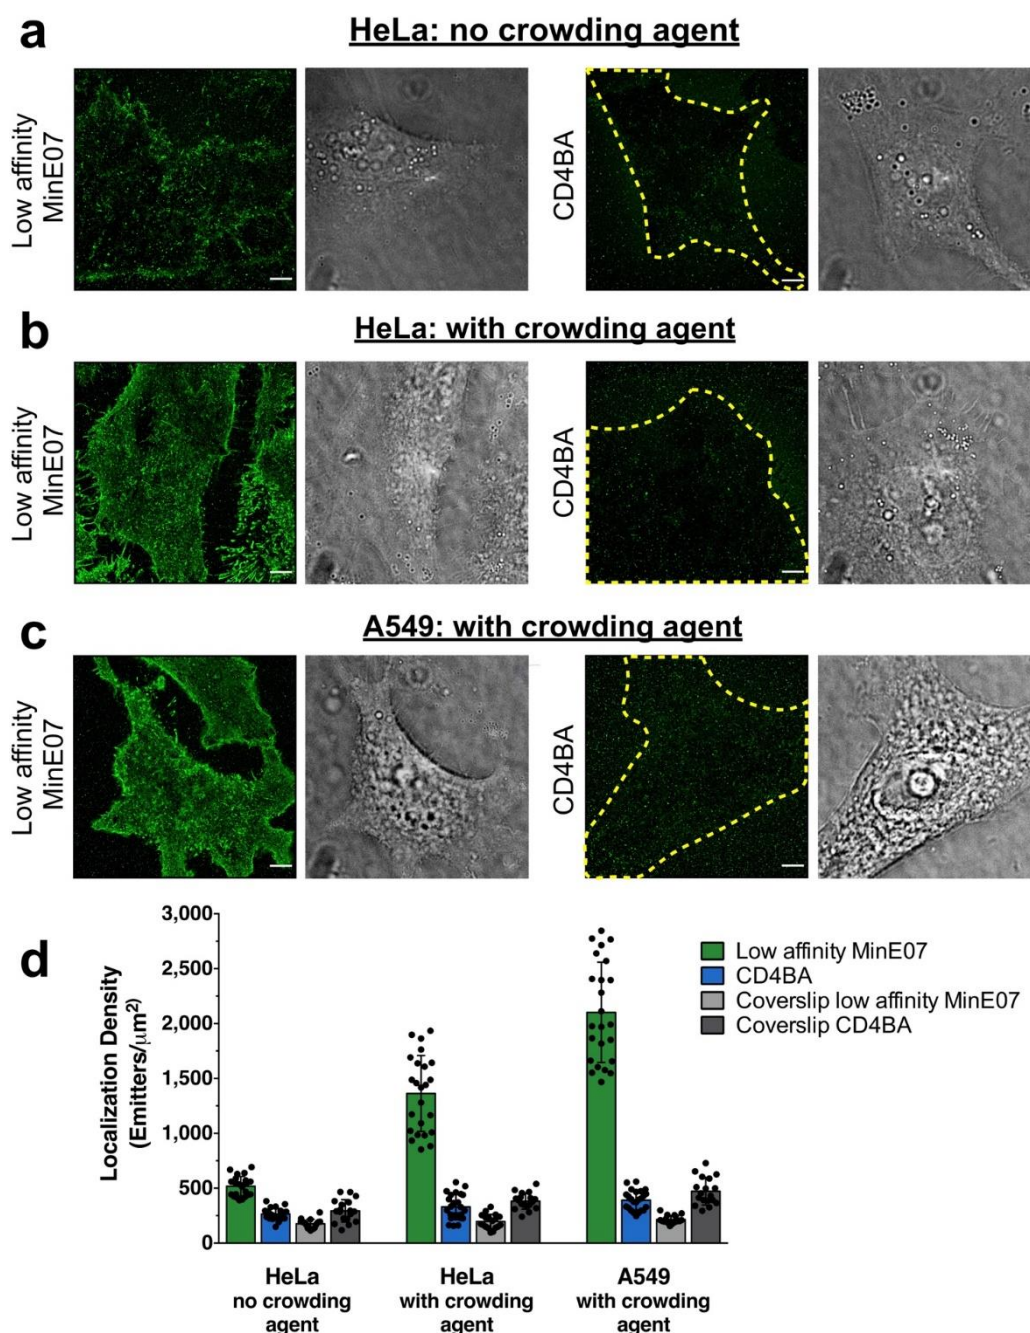 a
HeLa: no crowding agent
Low affinity
MinE07
CD4BA
b
HeLa: with crowding agent
Low affinity
MinE07
CD4BA
c
A549: with crowding agent
Low affinity
MinE07
CD4BA
d
Localization Density
(Emitters/μm²)
3,000
2,500
2,000
1,500
1,000
500
0
Low affinity MinE07
CD4BA
Coverslip low affinity MinE07
Coverslip CD4BA
HeLa
no crowding
agent
HeLa
with crowding
agent
A549
with crowding
agent